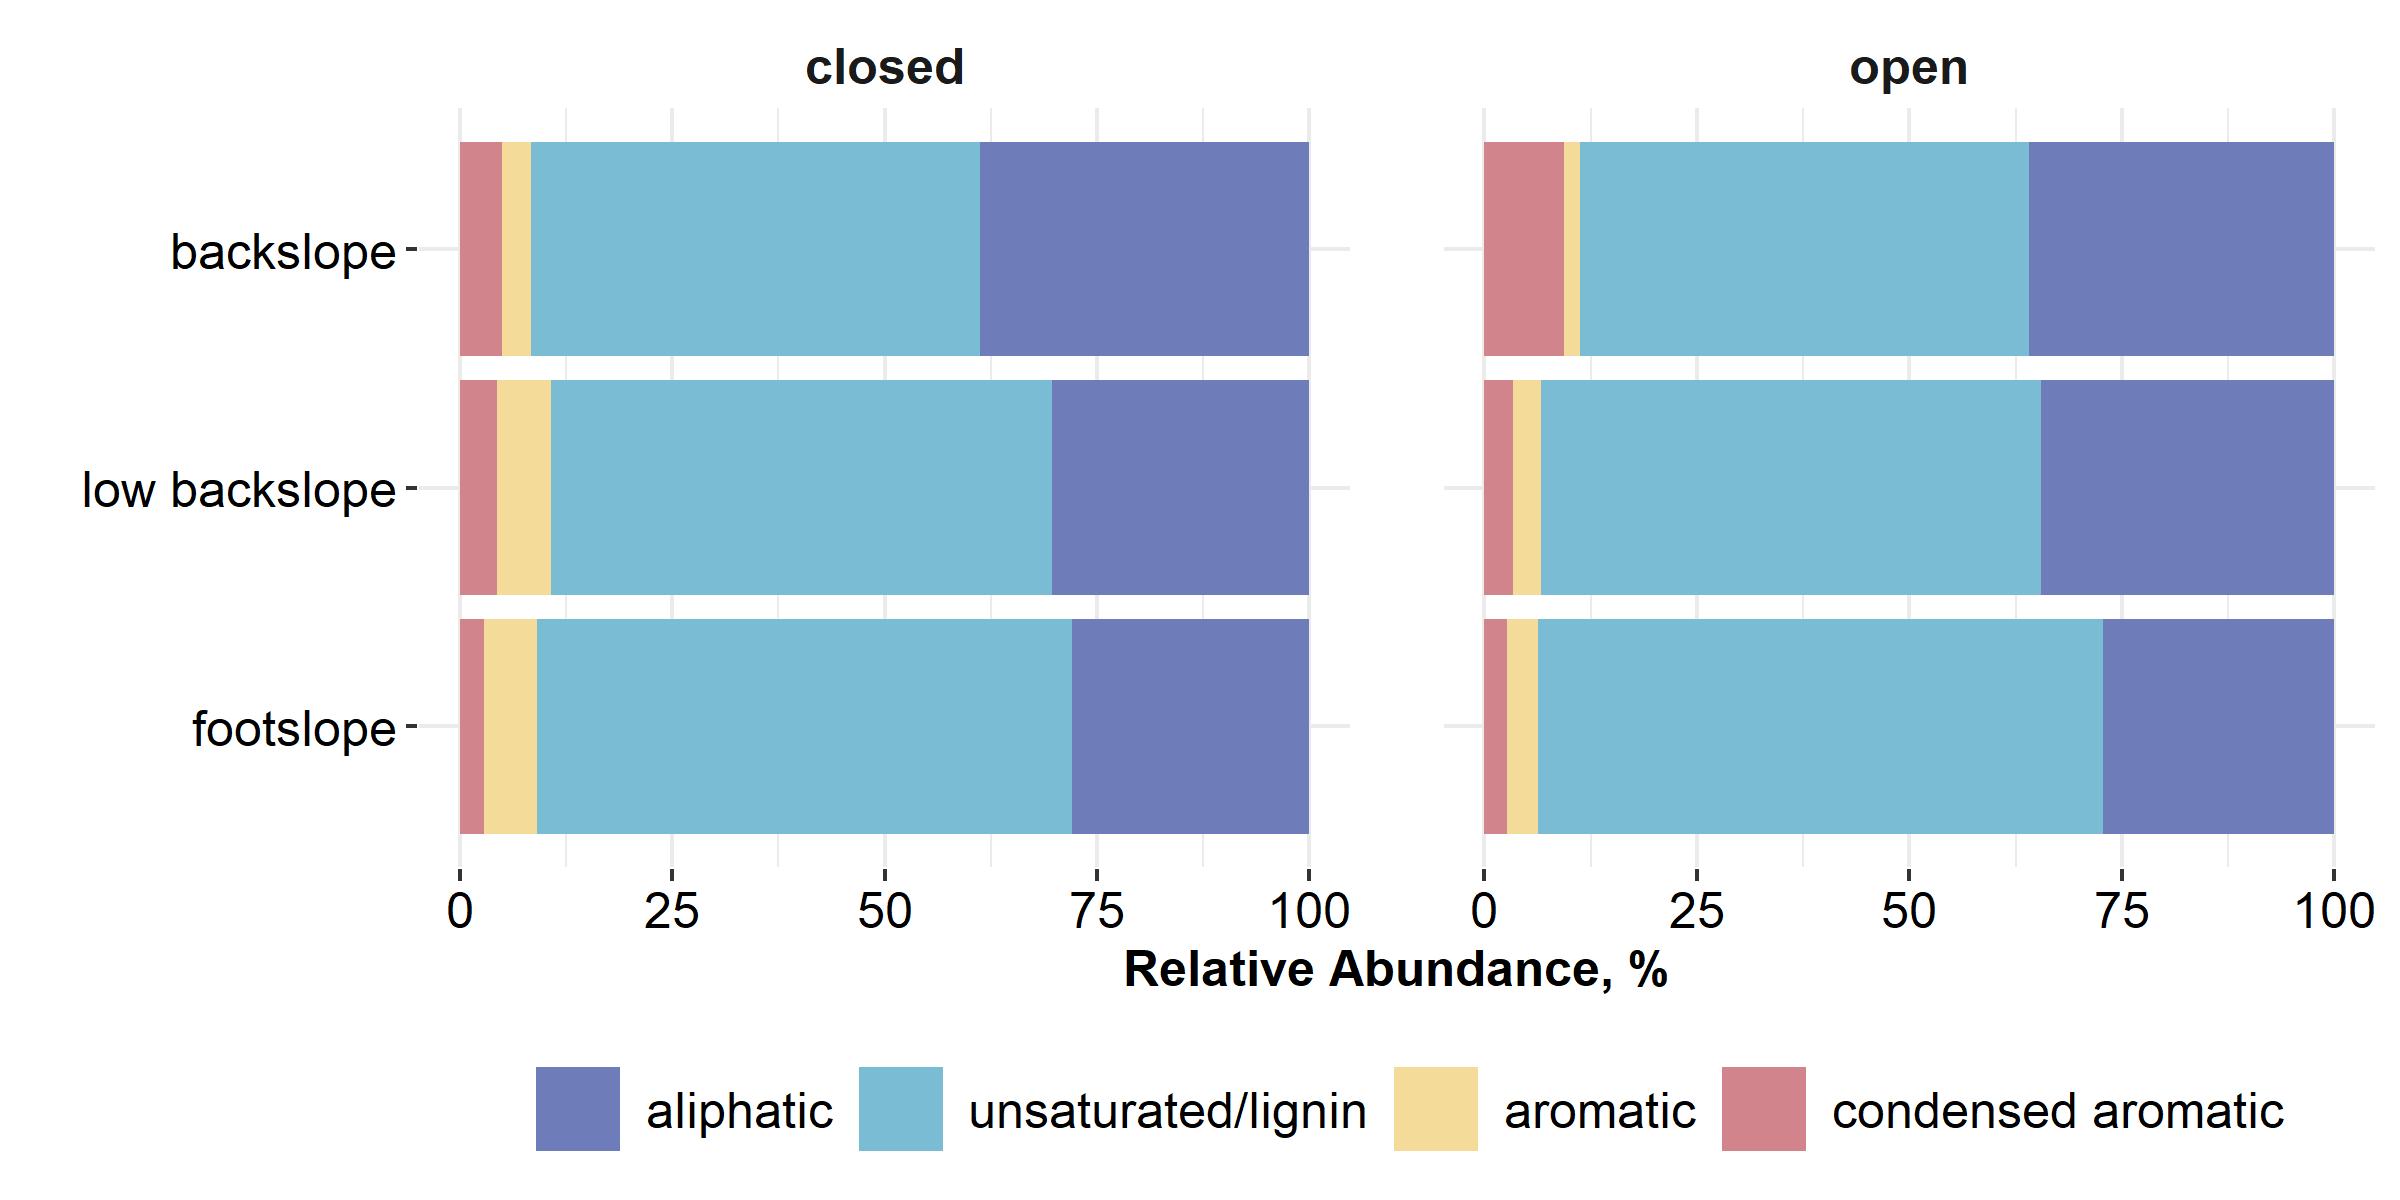 closed open
backslope
low backslope
footslope
0 25 50 75 100 0 25 50 75 100
Relative Abundance, %
aliphatic unsaturated/lignin aromatic condensed aromatic